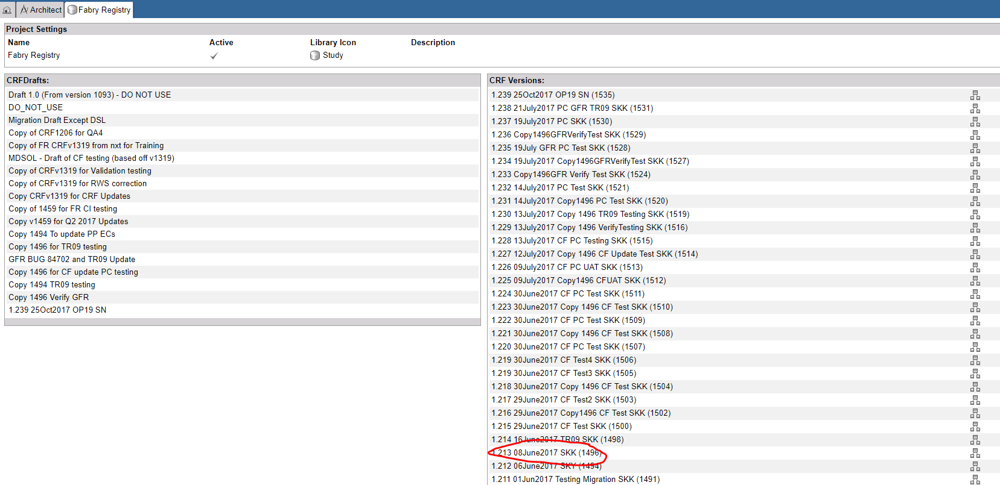 Architect
Fabry Registry
Project Settings
Name Active Library Icon Description
Fabry Registry Study
CRFDrafts:
Draft 1.0 (From version 1093) - DO NOT USE
DO_NOT_USE
Migration Draft Except DSL
Copy of CRF1206 for QA4
Copy of FR CRFv1319 from nxt for Training
MDSOL - Draft of CF testing (based off v1319)
Copy of CRFv1319 for Validation testing
Copy of CRFv1319 for RWS correction
Copy CRFv1319 for CRF Updates
Copy of 1459 for FR CI testing
Copy v1459 for Q2 2017 Updates
Copy 1494 To update PP ECs
Copy 1496 for TR09 testing
GFR BUG 84702 and TR09 Update
Copy 1496 for CF update PC testing
Copy 1494 TR09 testing
Copy 1496 Verify GFR
1.239 25Oct2017 OP19 SN
CRF Versions:
1.239 25Oct2017 OP19 SN (1535)
1.238 21July2017 PC GFR TR09 SKK (1531)
1.237 19July2017 PC SKK (1530)
1.236 Copy1496GFRVerifyTest SKK (1529)
1.235 19July GFR PC Test SKK (1528)
1.234 19July2017 Copy1496GFRVerifyTest SKK (1527)
1.233 Copy1496GFR Verify Test SKK (1524)
1.232 14July2017 PC Test SKK (1521)
1.231 14July2017 Copy1496 PC Test SKK (1520)
1.230 13July2017 Copy 1496 TR09 Testing SKK (1519)
1.229 13July2017 Copy 1496 VerifyTesting SKK (1516)
1.228 13July2017 CF PC Testing SKK (1515)
1.227 12July2017 Copy 1496 CF Update Test SKK (1514)
1.226 09July2017 CF PC UAT SKK (1513)
1.225 09July2017 Copy1496 CFUAT SKK (1512)
1.224 30June2017 CF PC Test SKK (1511)
1.223 30June2017 Copy 1496 CF Test SKK (1510)
1.222 30June2017 CF PC Test SKK (1509)
1.221 30June2017 Copy 1496 CF Test SKK (1508)
1.220 30June2017 CF PC Test SKK (1507)
1.219 30June2017 CF Test4 SKK (1506)
1.219 30June2017 CF Test3 SKK (1505)
1.218 30June2017 Copy 1496 CF Test SKK (1504)
1.217 29June2017 CF Test2 SKK (1503)
1.216 29June2017 Copy1496 CF Test SKK (1502)
1.215 29June2017 CF Test SKK (1500)
1.214 16June2017 TR09 SKK (1498)
1.213 08June2017 SKK (1496)
1.212 06June2017 SKY (1494)
1.211 01Jun2017 Testing Migration SKK (1491)